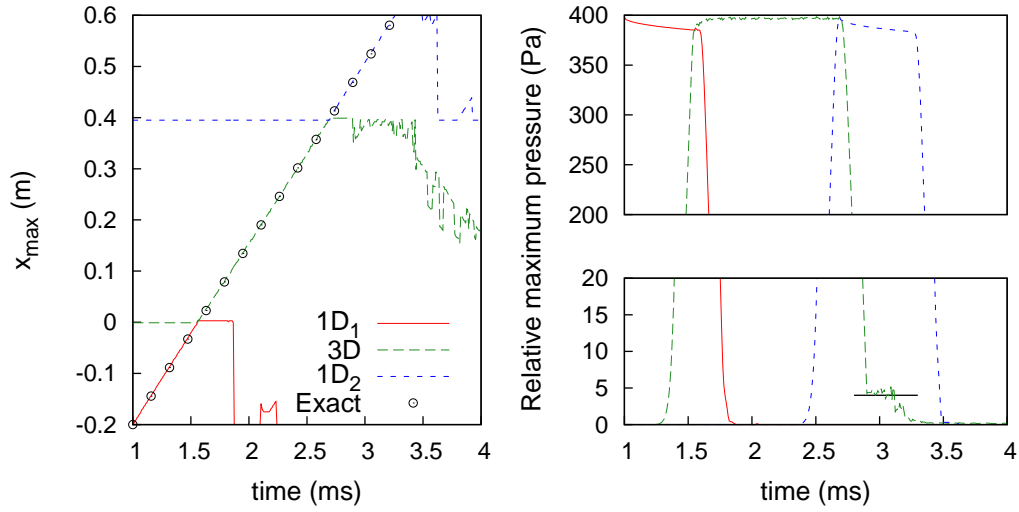 0.6
0.5
0.4
0.3
0.2
0.1
0
-0.1
-0.2
x_max (m)
1D_1
3D
1D_2
Exact
1 1.5 2 2.5 3 3.5 4
time (ms)
Relative maximum pressure (Pa)
400
350
300
250
200
20
15
10
5
0
1 1.5 2 2.5 3 3.5 4
time (ms)